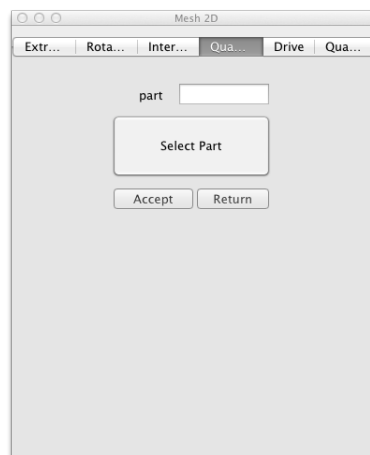 Mesh 2D
Extr... Rota... Inter... Qua... Drive Qua...
part
Select Part
Accept Return